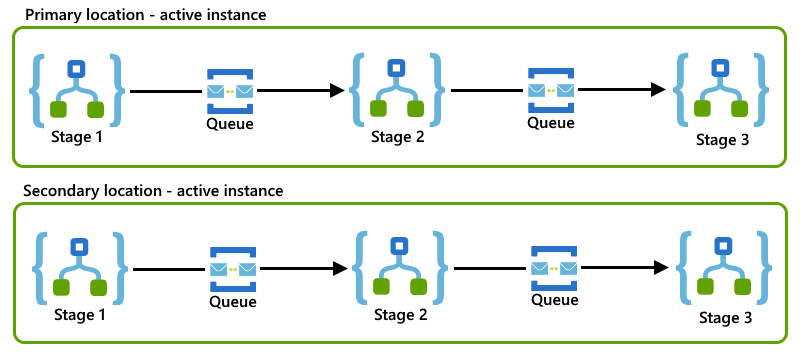 Primary location - active instance
Stage 1
Queue
Stage 2
Queue
Stage 3
Secondary location - active instance
Stage 1
Queue
Stage 2
Queue
Stage 3